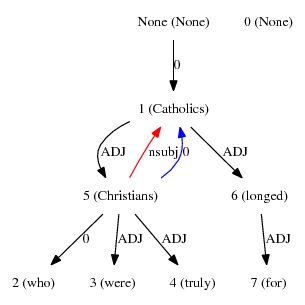 None (None) 0 (None)
0
1 (Catholics)
ADJ nsubj 0 ADJ
5 (Christians) 6 (longed)
0 ADJ ADJ ADJ
2 (who) 3 (were) 4 (truly) 7 (for)